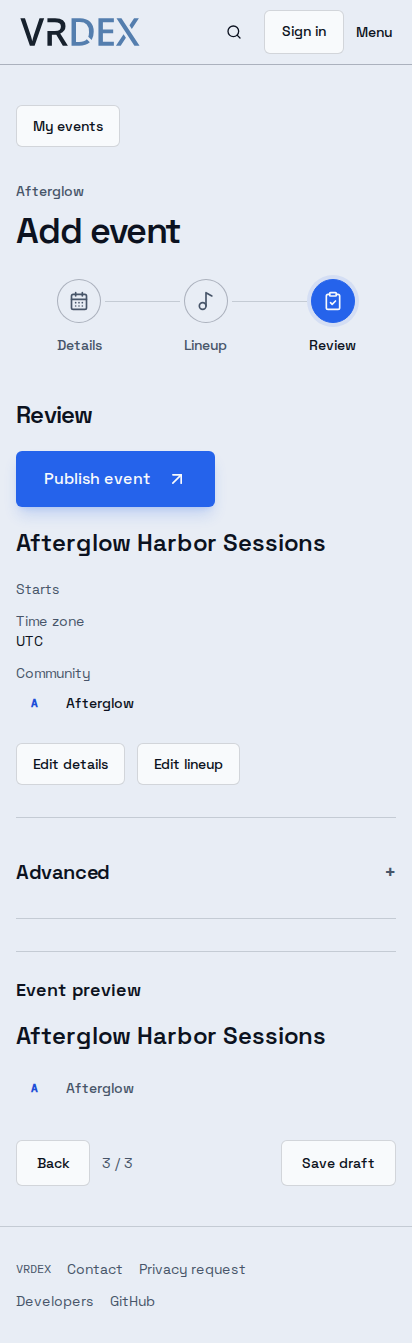 VRDEX
Sign in
Menu
My events
Afterglow
Add event
Details
Lineup
Review
Review
Publish event
Afterglow Harbor Sessions
Starts
Time zone
UTC
Community
A Afterglow
Edit details
Edit lineup
Advanced
+
Event preview
Afterglow Harbor Sessions
A Afterglow
Back
3 / 3
Save draft
VRDEX Contact Privacy request
Developers GitHub